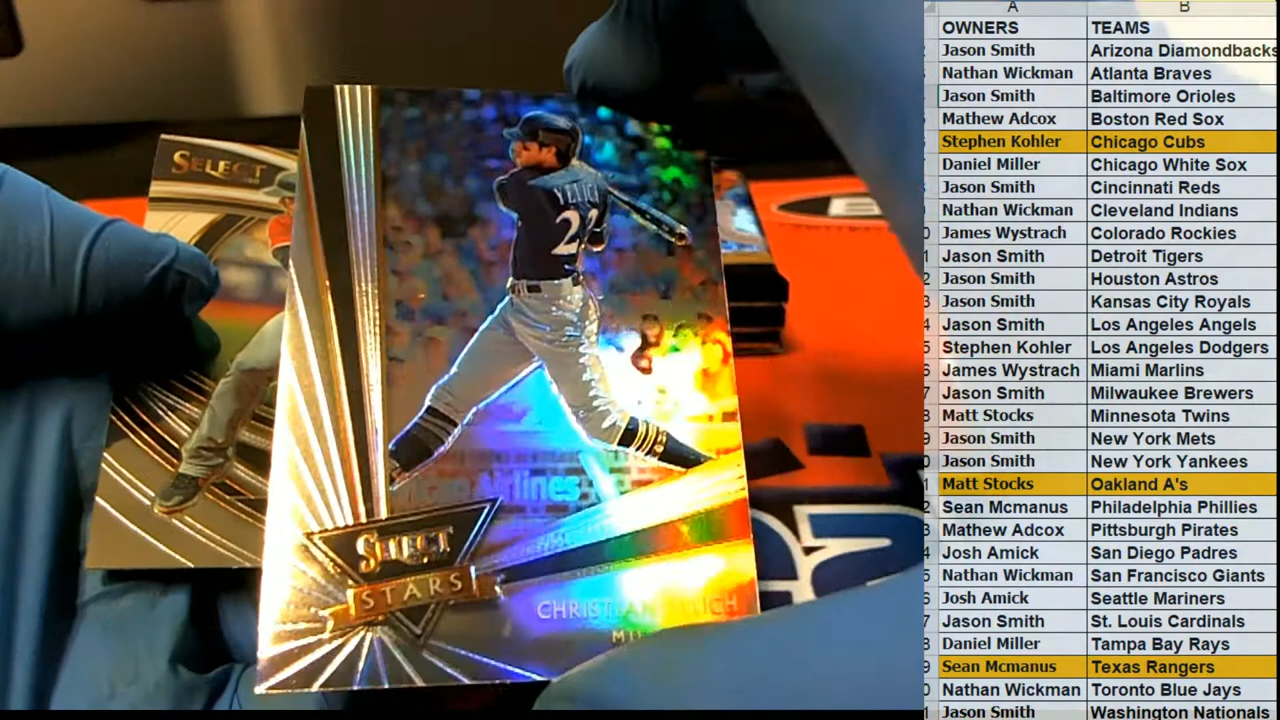 SELECT
YELICH
22
Airlines
SELECT
STARS
CHRISTIAN YELICH
MIL
A B
OWNERS TEAMS
Jason Smith Arizona Diamondbacks
Nathan Wickman Atlanta Braves
Jason Smith Baltimore Orioles
Mathew Adcox Boston Red Sox
Stephen Kohler Chicago Cubs
Daniel Miller Chicago White Sox
Jason Smith Cincinnati Reds
Nathan Wickman Cleveland Indians
James Wystrach Colorado Rockies
Jason Smith Detroit Tigers
Jason Smith Houston Astros
Jason Smith Kansas City Royals
Jason Smith Los Angeles Angels
Stephen Kohler Los Angeles Dodgers
James Wystrach Miami Marlins
Jason Smith Milwaukee Brewers
Matt Stocks Minnesota Twins
Jason Smith New York Mets
Jason Smith New York Yankees
Matt Stocks Oakland A's
Sean Mcmanus Philadelphia Phillies
Mathew Adcox Pittsburgh Pirates
Josh Amick San Diego Padres
Nathan Wickman San Francisco Giants
Josh Amick Seattle Mariners
Jason Smith St. Louis Cardinals
Daniel Miller Tampa Bay Rays
Sean Mcmanus Texas Rangers
Nathan Wickman Toronto Blue Jays
Jason Smith Washington Nationals